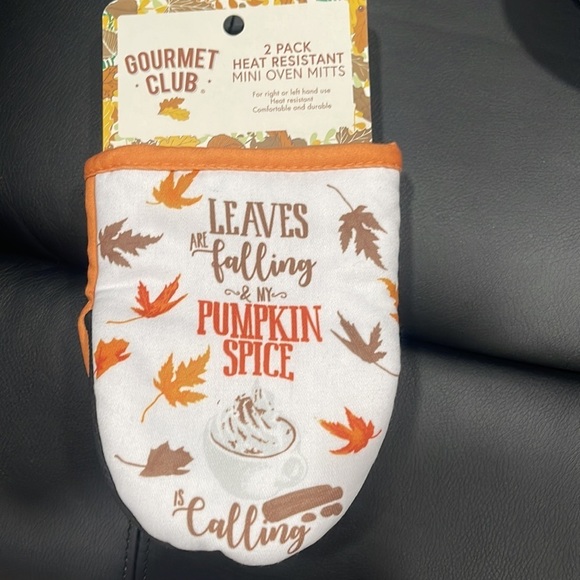 GOURMET
· CLUB ·®
2 PACK
HEAT RESISTANT
MINI OVEN MITTS
For right or left hand use
Heat resistant
Comfortable and durable
LEAVES
ARE falling
& MY
PUMPKIN
SPICE
is
Calling